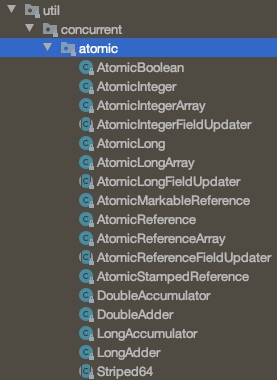 util
concurrent
atomic
AtomicBoolean
AtomicInteger
AtomicIntegerArray
AtomicIntegerFieldUpdater
AtomicLong
AtomicLongArray
AtomicLongFieldUpdater
AtomicMarkableReference
AtomicReference
AtomicReferenceArray
AtomicReferenceFieldUpdater
AtomicStampedReference
DoubleAccumulator
DoubleAdder
LongAccumulator
LongAdder
Striped64